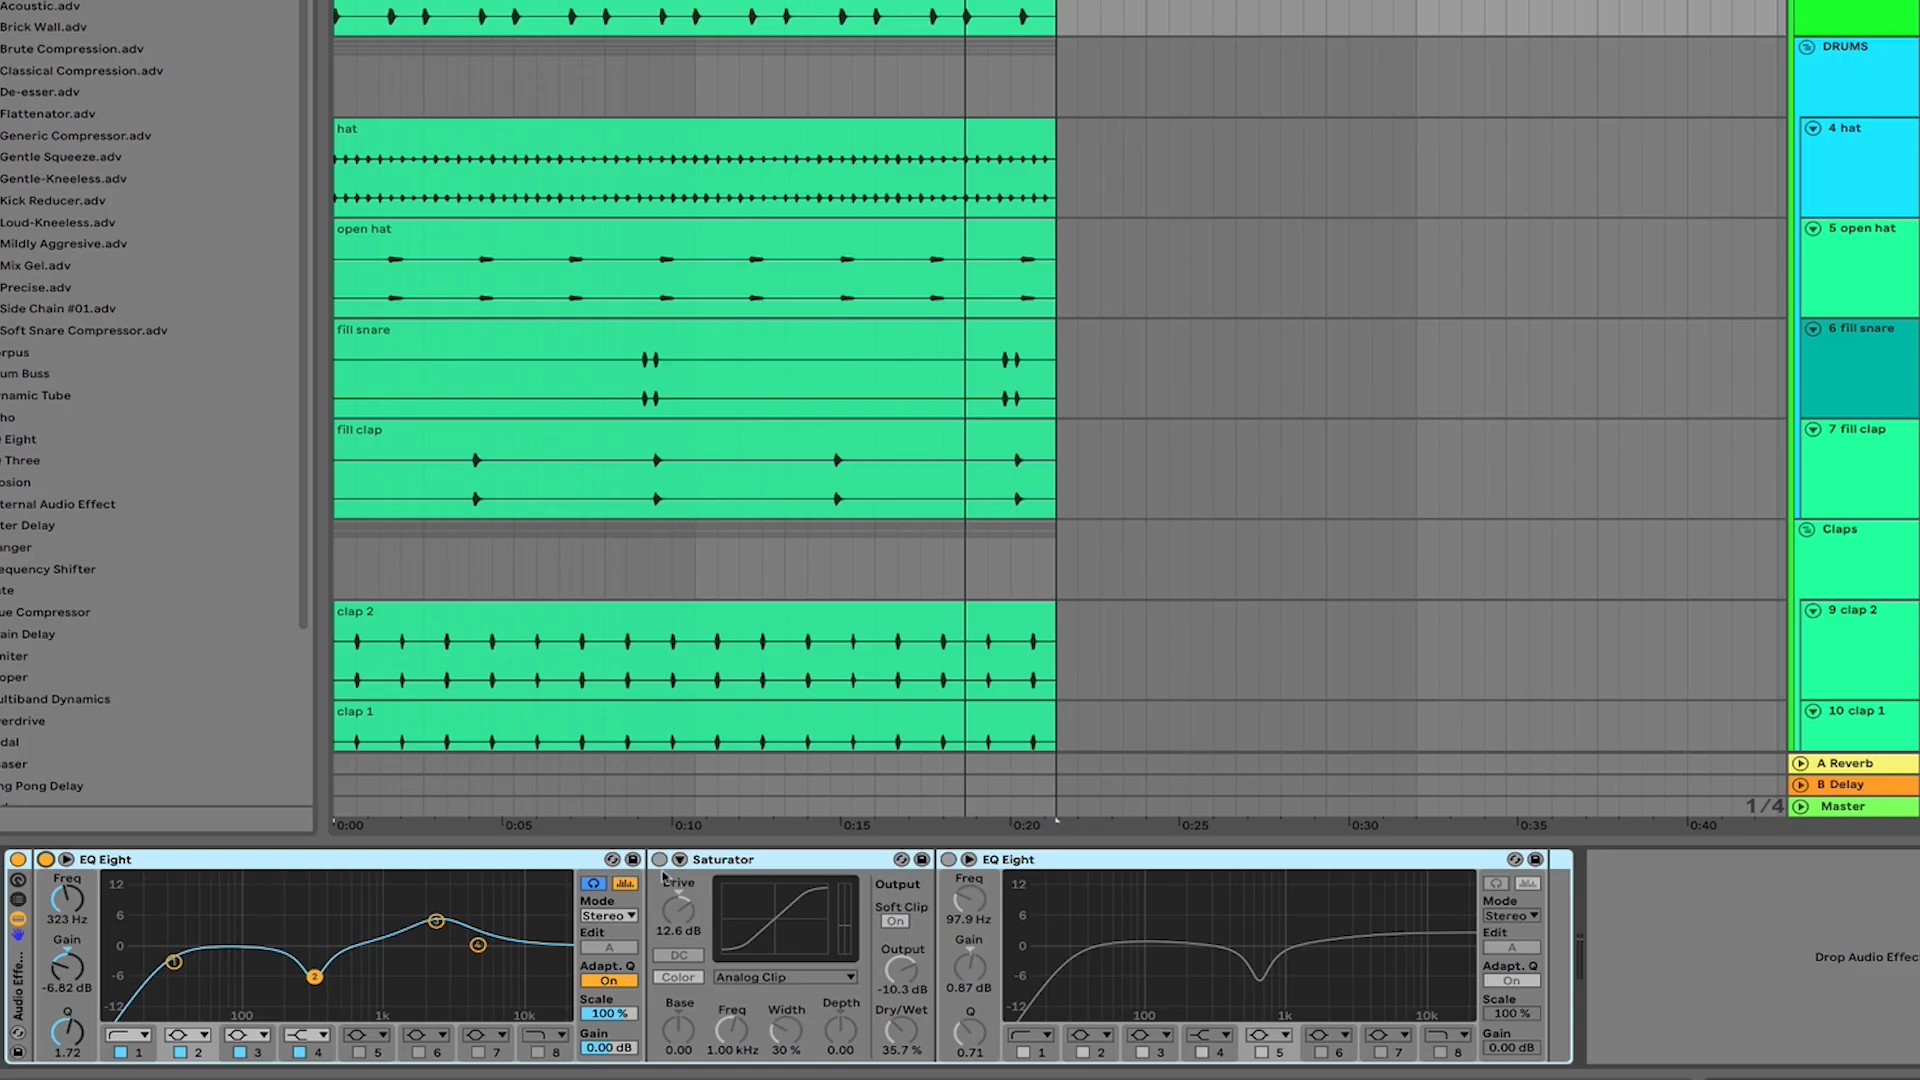 Acoustic.adv
Brick Wall.adv
Brute Compression.adv
Classical Compression.adv
De-esser.adv
Flattenator.adv
Generic Compressor.adv
Gentle Squeeze.adv
Gentle-Kneeless.adv
Kick Reducer.adv
Loud-Kneeless.adv
Mildly Aggresive.adv
Mix Gel.adv
Precise.adv
Side Chain #01.adv
Soft Snare Compressor.adv
orpus
um Buss
namic Tube
ho
Eight
Three
osion
ternal Audio Effect
ter Delay
anger
equency Shifter
te
ue Compressor
ain Delay
miter
oper
ultiband Dynamics
verdrive
dal
aser
ng Pong Delay
hat
open hat
fill snare
fill clap
clap 2
clap 1
DRUMS
4 hat
5 open hat
6 fill snare
7 fill clap
Claps
9 clap 2
10 clap 1
A Reverb
B Delay
1/4
Master
0:00 0:05 0:10 0:15 0:20 0:25 0:30 0:35 0:40
Audio Effe...
EQ Eight
Freq
323 Hz
Gain
-6.82 dB
Q
1.72
12
6
0
-6
-12
100 1k 10k
1 2 3 4
1 2 3 4 5 6 7 8
Mode
Stereo
Edit
A
Adapt. Q
On
Scale
100 %
Gain
0.00 dB
Saturator
Drive
12.6 dB
DC
Color
Analog Clip
Base
0.00
Freq
1.00 kHz
Width
30 %
Depth
0.00
Output
Soft Clip
On
Output
-10.3 dB
Dry/Wet
35.7 %
EQ Eight
Freq
97.9 Hz
Gain
0.87 dB
Q
0.71
12
6
0
-6
-12
100 1k 10k
1 2 3 4 5 6 7 8
Mode
Stereo
Edit
A
Adapt. Q
On
Scale
100 %
Gain
0.00 dB
Drop Audio Effec